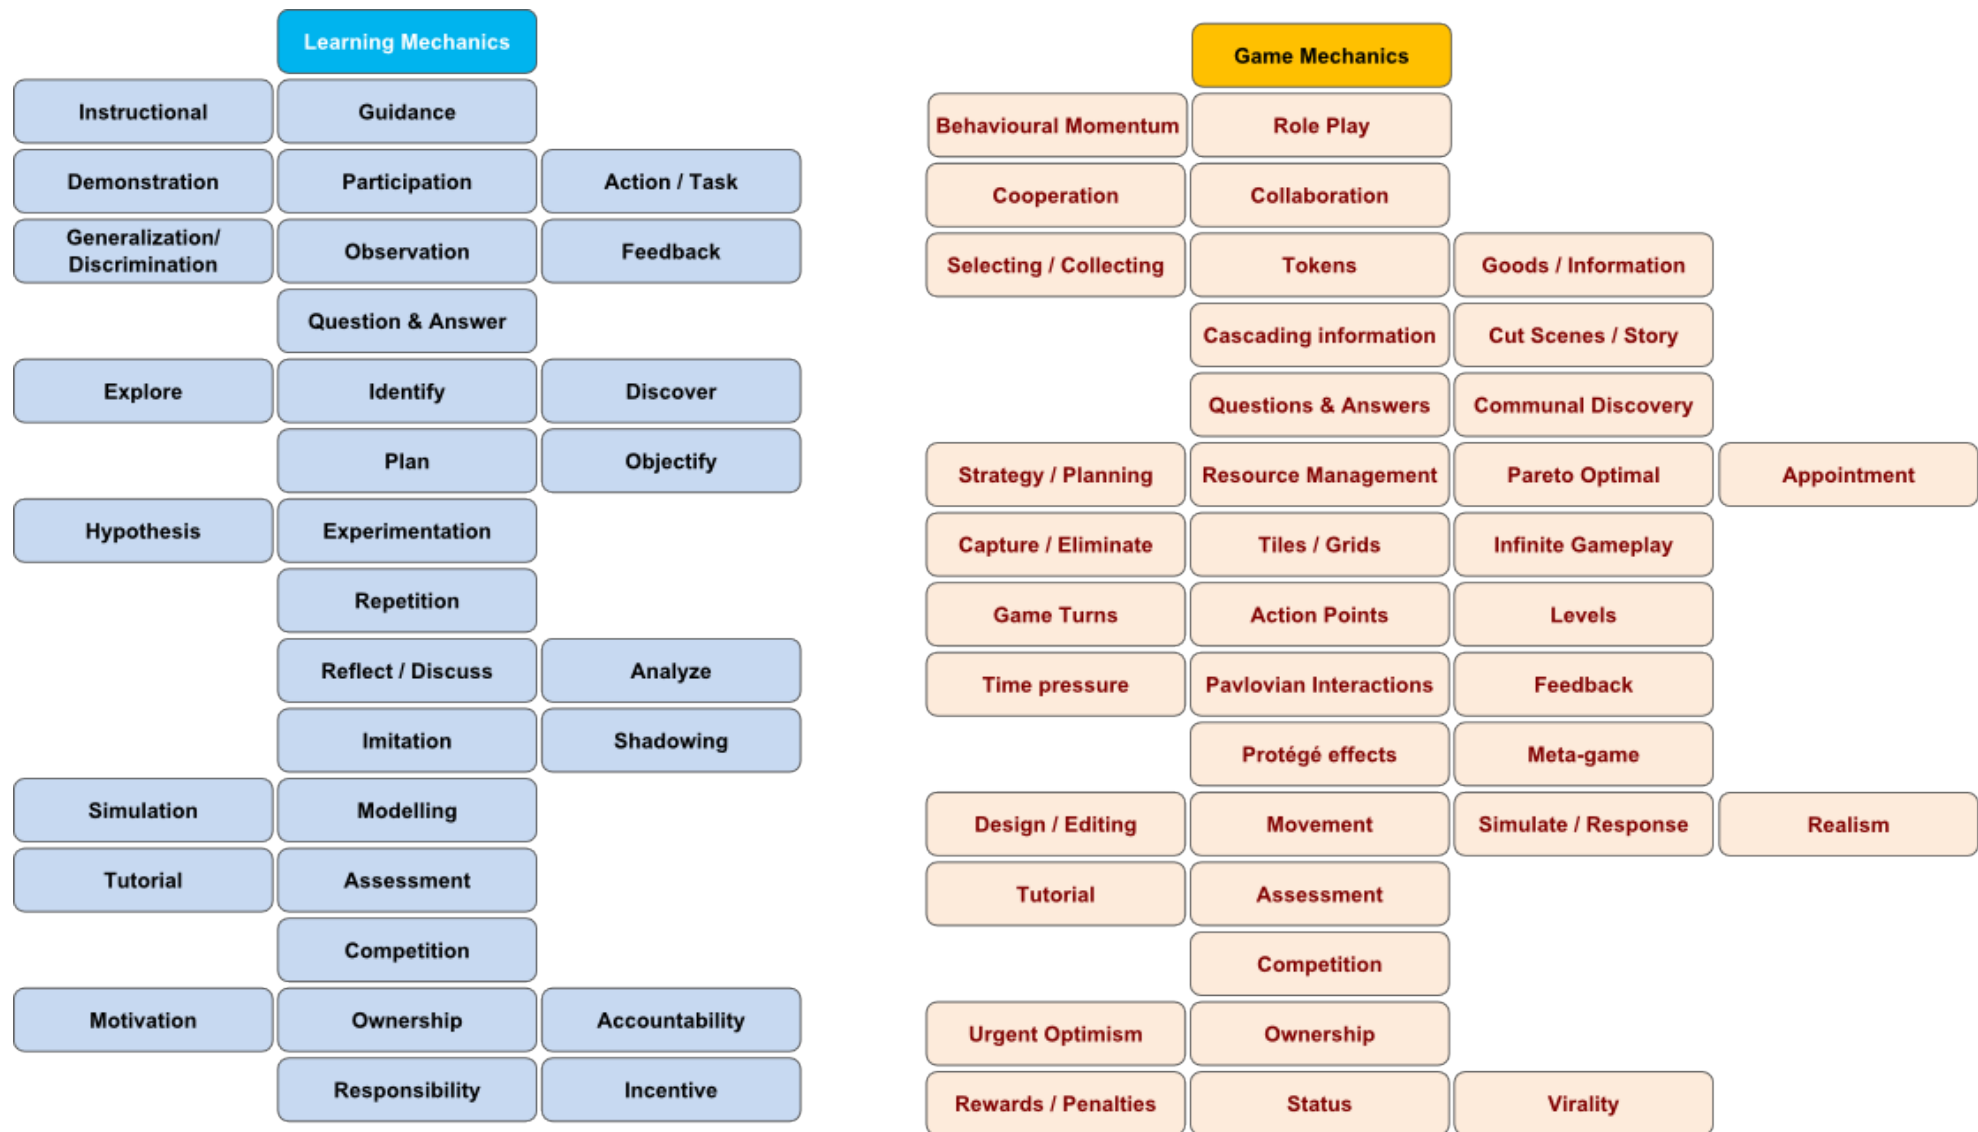 Learning Mechanics
Instructional
Guidance
Demonstration
Participation
Action / Task
Generalization/
Discrimination
Observation
Feedback
Question & Answer
Explore
Identify
Discover
Plan
Objectify
Hypothesis
Experimentation
Repetition
Reflect / Discuss
Analyze
Imitation
Shadowing
Simulation
Modelling
Tutorial
Assessment
Competition
Motivation
Ownership
Accountability
Responsibility
Incentive
Game Mechanics
Behavioural Momentum
Role Play
Cooperation
Collaboration
Selecting / Collecting
Tokens
Goods / Information
Cascading information
Cut Scenes / Story
Questions & Answers
Communal Discovery
Strategy / Planning
Resource Management
Pareto Optimal
Appointment
Capture / Eliminate
Tiles / Grids
Infinite Gameplay
Game Turns
Action Points
Levels
Time pressure
Pavlovian Interactions
Feedback
Protégé effects
Meta-game
Design / Editing
Movement
Simulate / Response
Realism
Tutorial
Assessment
Competition
Urgent Optimism
Ownership
Rewards / Penalties
Status
Virality